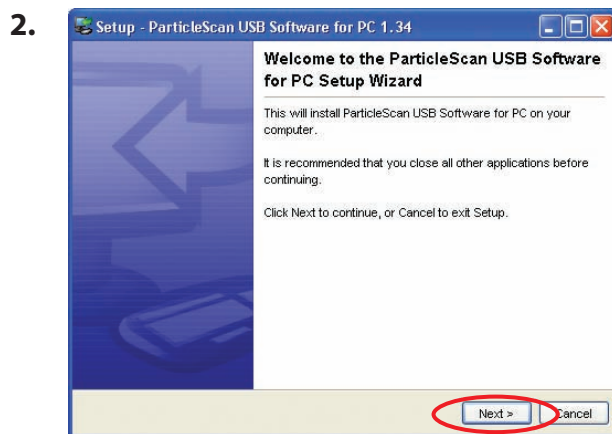 2.
Setup - ParticleScan USB Software for PC 1.34
Welcome to the ParticleScan USB Software
for PC Setup Wizard
This will install ParticleScan USB Software for PC on your
computer.
It is recommended that you close all other applications before
continuing.
Click Next to continue, or Cancel to exit Setup.
Next > Cancel